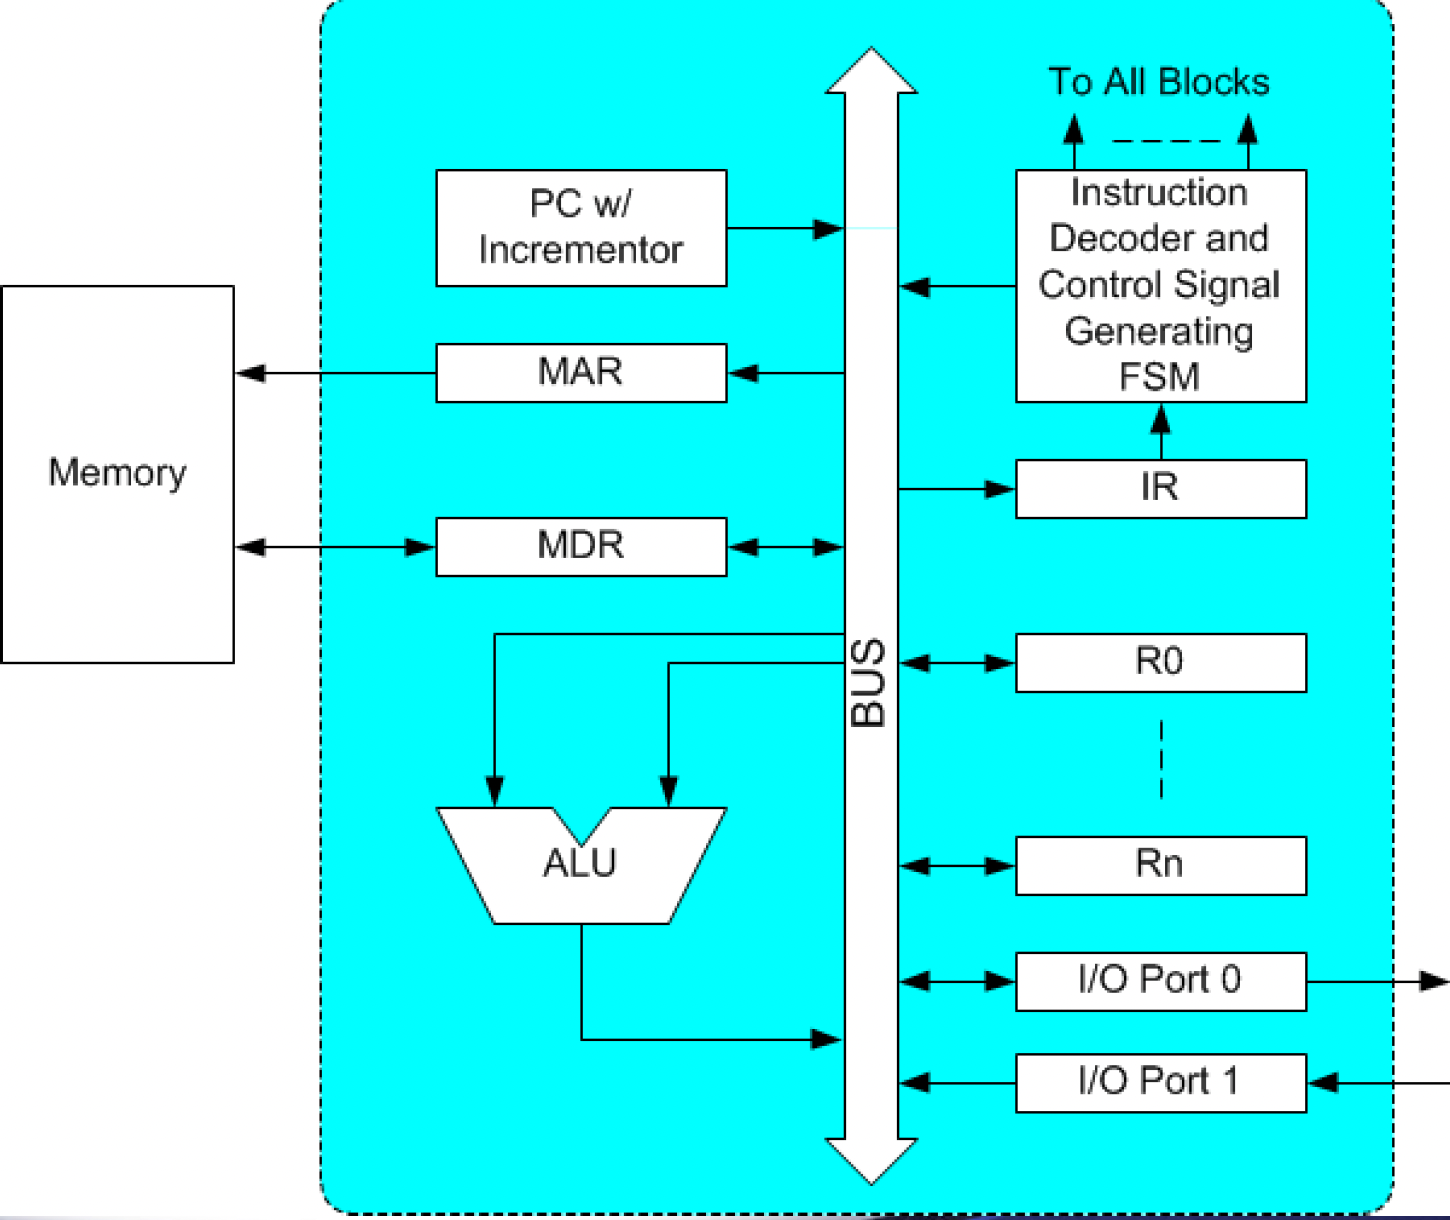 To All Blocks
PC w/
Incrementor
Instruction
Decoder and
Control Signal
Generating
FSM
MAR
Memory
IR
MDR
BUS
R0
ALU
Rn
I/O Port 0
I/O Port 1